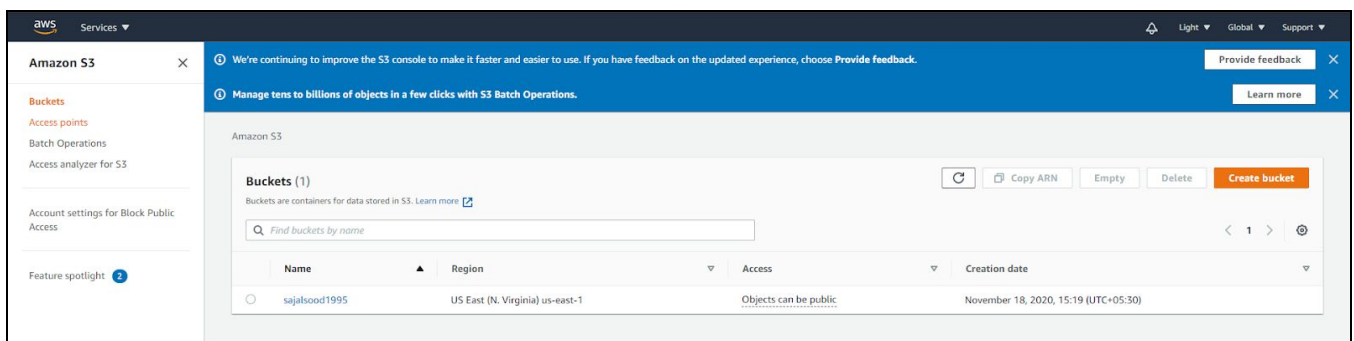 aws Services ▼ Light ▼ Global ▼ Support ▼
Amazon S3
Buckets
Access points
Batch Operations
Access analyzer for S3
Account settings for Block Public
Access
Feature spotlight 2
We're continuing to improve the S3 console to make it faster and easier to use. If you have feedback on the updated experience, choose Provide feedback. Provide feedback
Manage tens to billions of objects in a few clicks with S3 Batch Operations. Learn more
Amazon S3
Buckets (1) Copy ARN Empty Delete Create bucket
Buckets are containers for data stored in S3. Learn more
Find buckets by name < 1 >
Name ▲ Region Access Creation date
sajalsood1995 US East (N. Virginia) us-east-1 Objects can be public November 18, 2020, 15:19 (UTC+05:30)